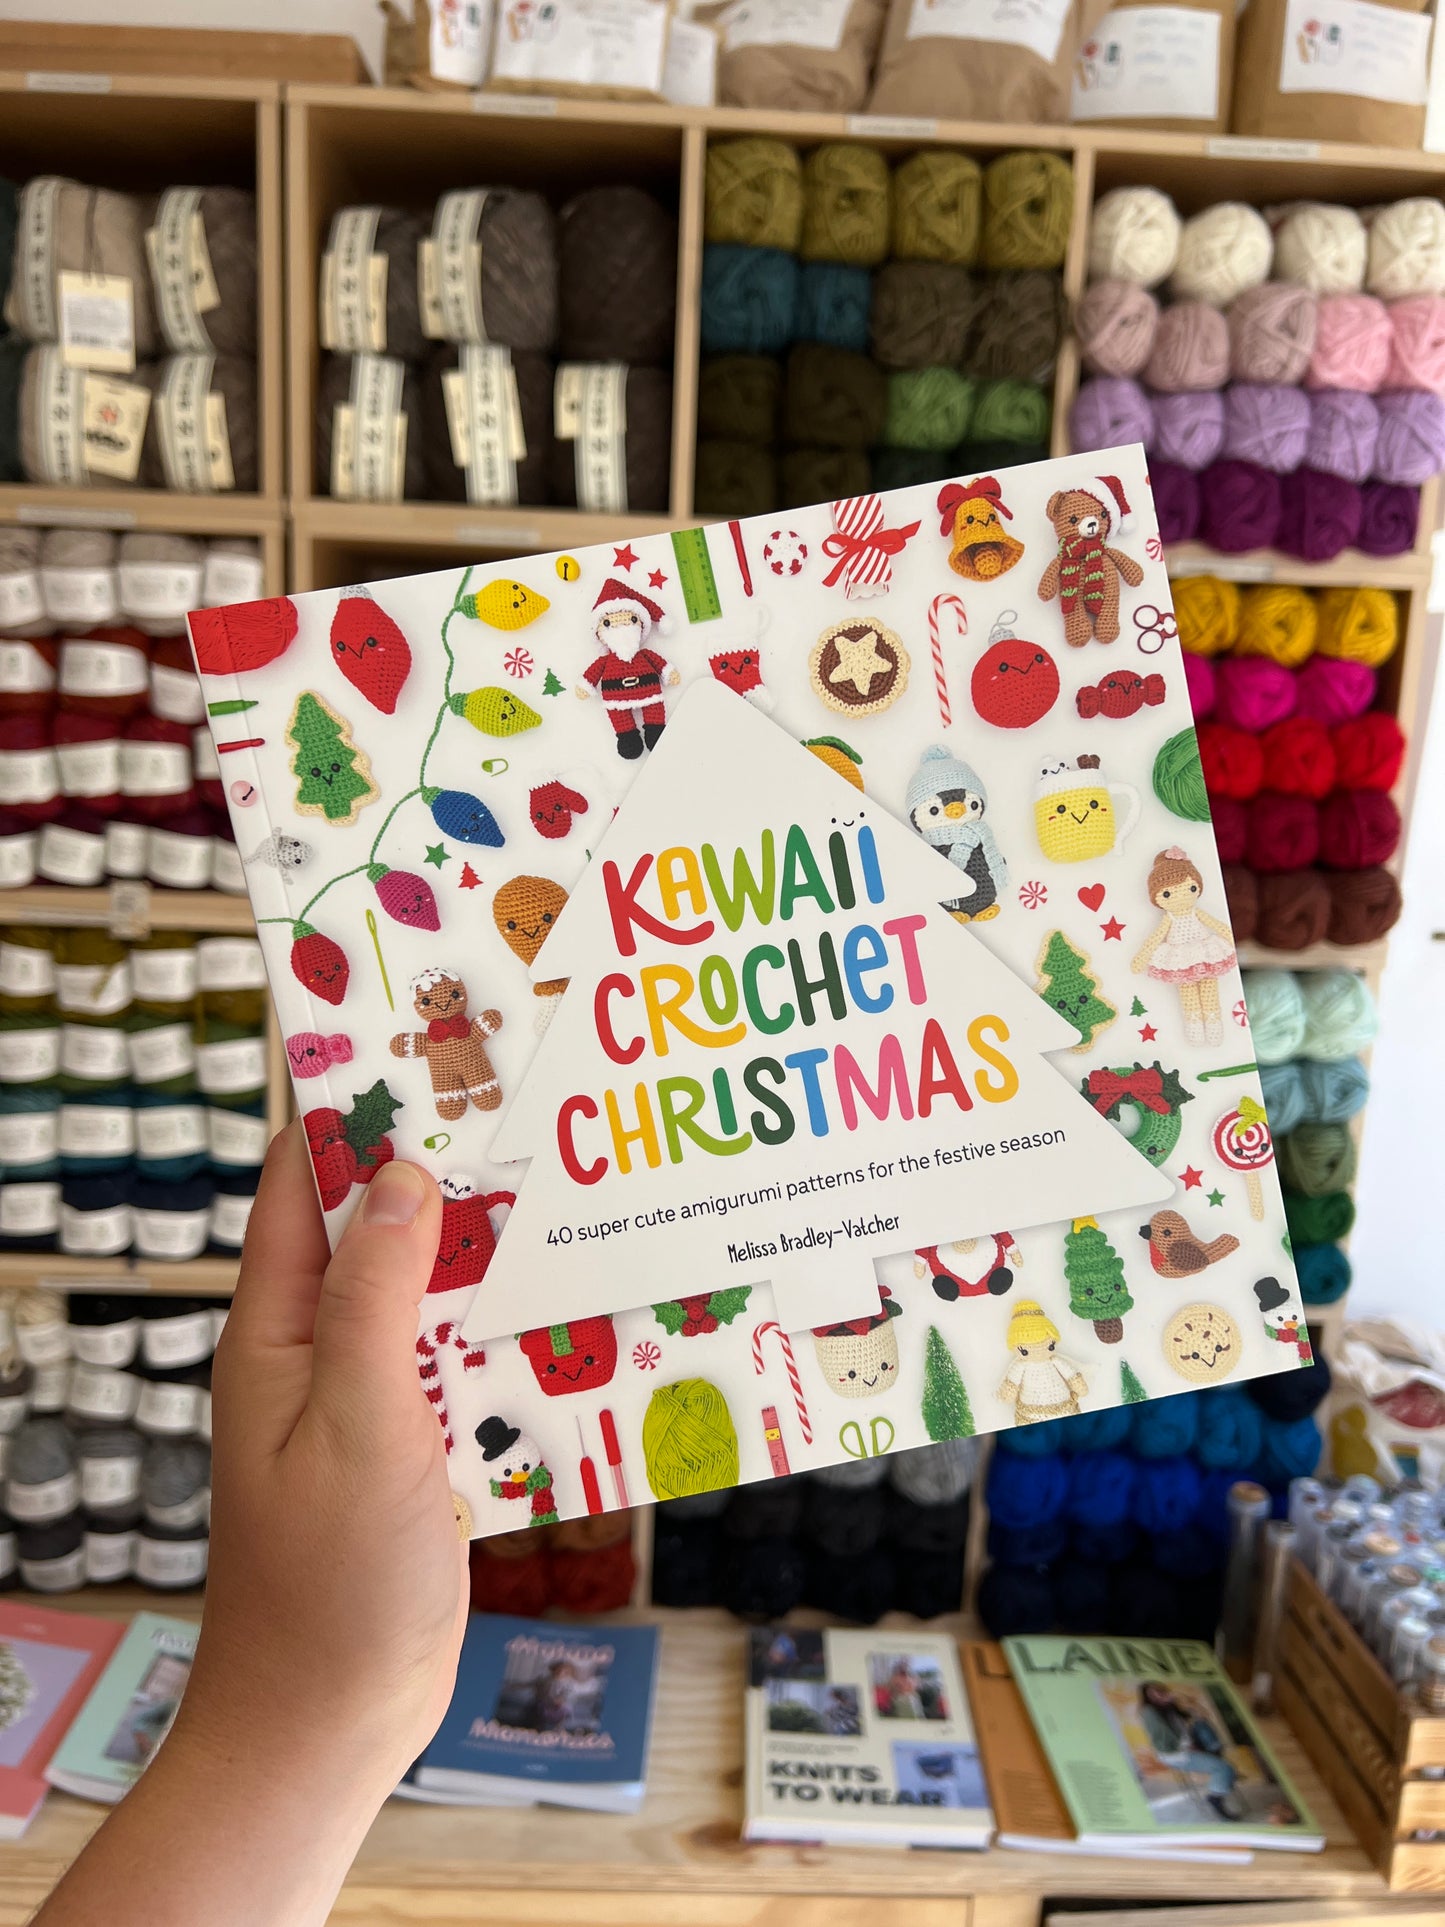 KAWAII
CROCHET
CHRISTMAS
40 super cute amigurumi patterns for the festive season
Melissa Bradley-Vatcher
Making
Memories
KNITS
TO WEAR
L
LAINE